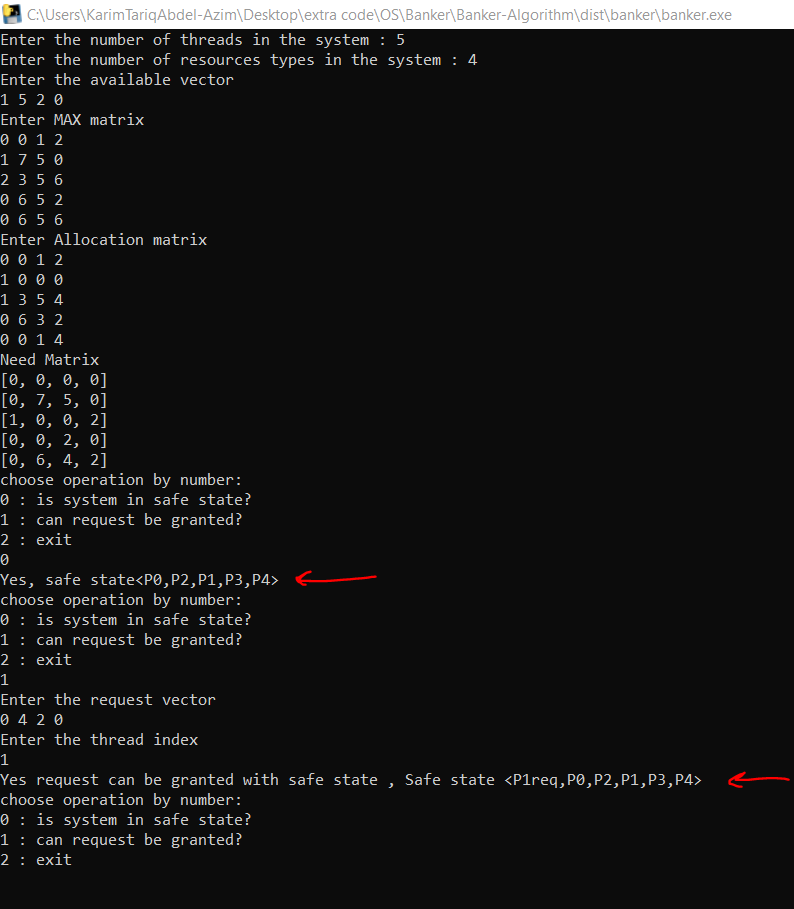 C:\Users\KarimTariqAbdel-Azim\Desktop\extra code\OS\Banker\Banker-Algorithm\dist\banker\banker.exe
Enter the number of threads in the system : 5
Enter the number of resources types in the system : 4
Enter the available vector
1 5 2 0
Enter MAX matrix
0 0 1 2
1 7 5 0
2 3 5 6
0 6 5 2
0 6 5 6
Enter Allocation matrix
0 0 1 2
1 0 0 0
1 3 5 4
0 6 3 2
0 0 1 4
Need Matrix
[0, 0, 0, 0]
[0, 7, 5, 0]
[1, 0, 0, 2]
[0, 0, 2, 0]
[0, 6, 4, 2]
choose operation by number:
0 : is system in safe state?
1 : can request be granted?
2 : exit
0
Yes, safe state<P0,P2,P1,P3,P4>
choose operation by number:
0 : is system in safe state?
1 : can request be granted?
2 : exit
1
Enter the request vector
0 4 2 0
Enter the thread index
1
Yes request can be granted with safe state , Safe state <P1req,P0,P2,P1,P3,P4>
choose operation by number:
0 : is system in safe state?
1 : can request be granted?
2 : exit